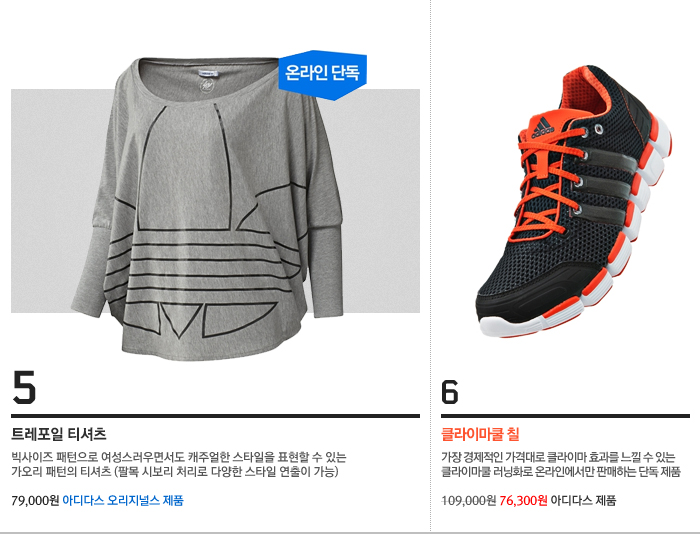 온라인 단독
adidas
5
트레포일 티셔츠
빅사이즈 패턴으로 여성스러우면서도 캐주얼한 스타일을 표현할 수 있는
가오리 패턴의 티셔츠 (팔목 시보리 처리로 다양한 스타일 연출이 가능)
79,000원 아디다스 오리지널스 제품
6
클라이마쿨 칠
가장 경제적인 가격대로 클라이마 효과를 느낄 수 있는
클라이마쿨 러닝화로 온라인에서만 판매하는 단독 제품
109,000원 76,300원 아디다스 제품